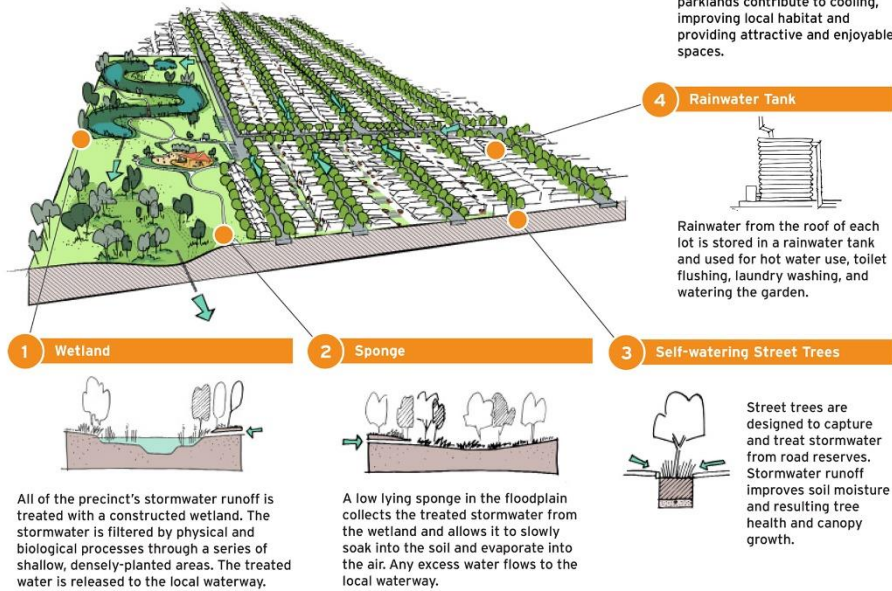 parklands contribute to cooling,
improving local habitat and
providing attractive and enjoyable
spaces.
4 Rainwater Tank
Rainwater from the roof of each
lot is stored in a rainwater tank
and used for hot water use, toilet
flushing, laundry washing, and
watering the garden.
1 Wetland
All of the precinct's stormwater runoff is
treated with a constructed wetland. The
stormwater is filtered by physical and
biological processes through a series of
shallow, densely-planted areas. The treated
water is released to the local waterway.
2 Sponge
A low lying sponge in the floodplain
collects the treated stormwater from
the wetland and allows it to slowly
soak into the soil and evaporate into
the air. Any excess water flows to the
local waterway.
3 Self-watering Street Trees
Street trees are
designed to capture
and treat stormwater
from road reserves.
Stormwater runoff
improves soil moisture
and resulting tree
health and canopy
growth.